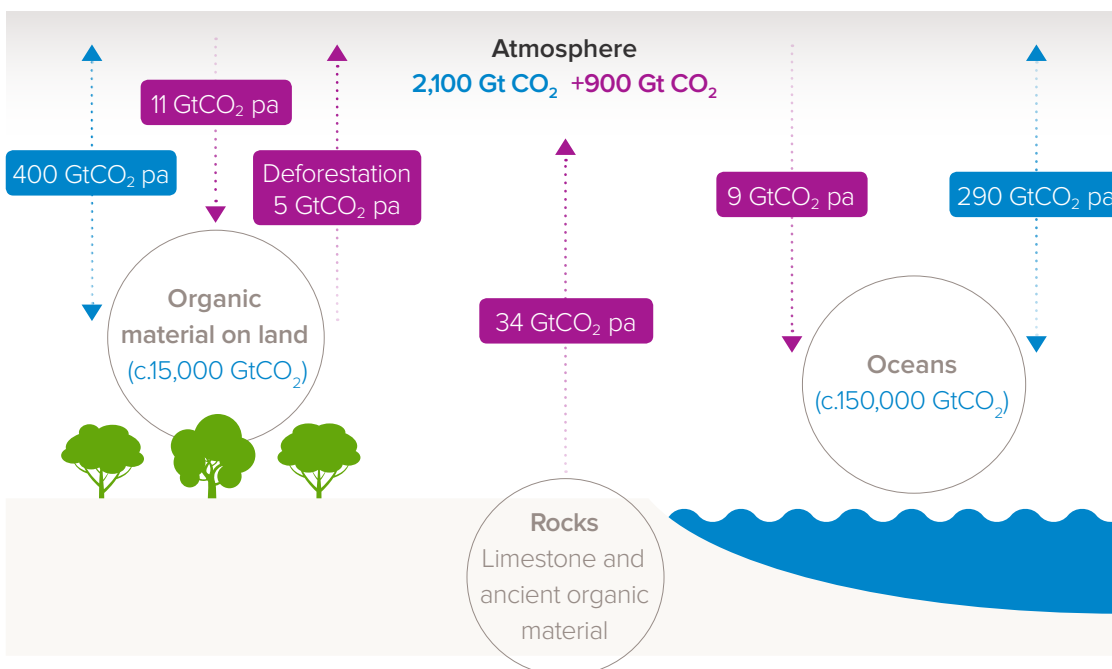 Atmosphere
2,100 Gt CO₂ +900 Gt CO₂
11 GtCO₂ pa
400 GtCO₂ pa
Deforestation
5 GtCO₂ pa
9 GtCO₂ pa
290 GtCO₂ pa
34 GtCO₂ pa
Organic
material on land
(c.15,000 GtCO₂)
Oceans
(c.150,000 GtCO₂)
Rocks
Limestone and
ancient organic
material